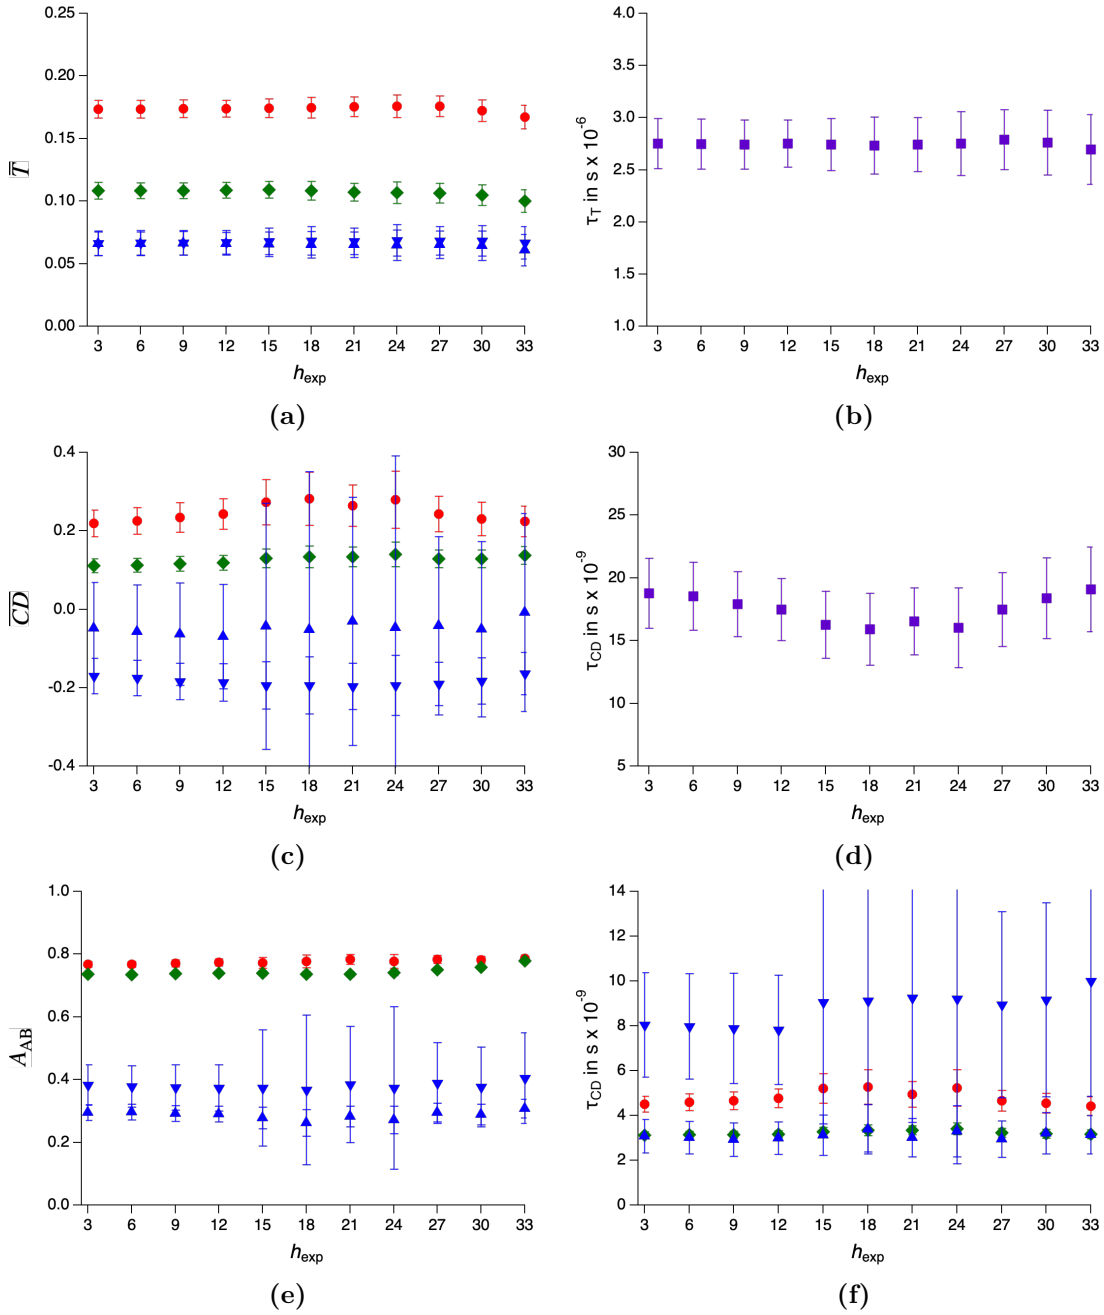 0.25
0.20
0.15
0.10
0.05
0.00
T
3 6 9 12 15 18 21 24 27 30 33
h exp
(a)
4.0
3.5
3.0
2.5
2.0
1.5
1.0
τT in s x 10-6
3 6 9 12 15 18 21 24 27 30 33
h exp
(b)
0.4
0.2
0.0
-0.2
-0.4
CD
3 6 9 12 15 18 21 24 27 30 33
h exp
(c)
30
25
20
15
10
5
τCD in s x 10-9
3 6 9 12 15 18 21 24 27 30 33
h exp
(d)
1.0
0.8
0.6
0.4
0.2
0.0
AAB
3 6 9 12 15 18 21 24 27 30 33
h exp
(e)
14
12
10
8
6
4
2
0
τCD in s x 10-9
3 6 9 12 15 18 21 24 27 30 33
h exp
(f)